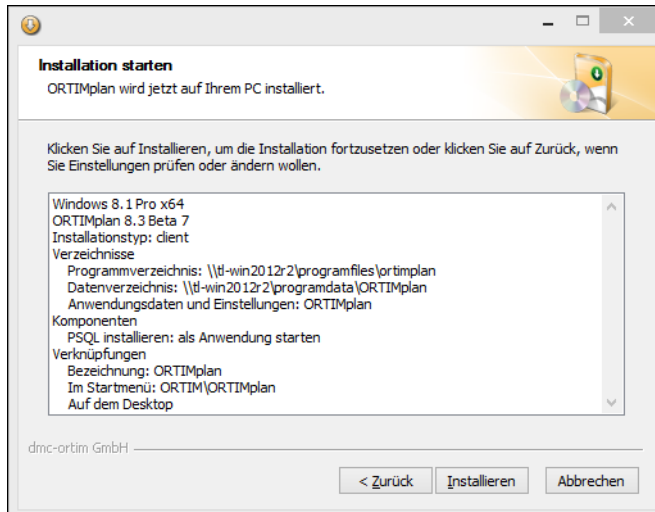 Installation starten
ORTIMplan wird jetzt auf Ihrem PC installiert.
Klicken Sie auf Installieren, um die Installation fortzusetzen oder klicken Sie auf Zurück, wenn
Sie Einstellungen prüfen oder ändern wollen.
Windows 8.1 Pro x64
ORTIMplan 8.3 Beta 7
Installationstyp: client
Verzeichnisse
Programmverzeichnis: \\tl-win2012r2\programfiles\ortimplan
Datenverzeichnis: \\tl-win2012r2\programdata\ORTIMplan
Anwendungsdaten und Einstellungen: ORTIMplan
Komponenten
PSQL installieren: als Anwendung starten
Verknüpfungen
Bezeichnung: ORTIMplan
Im Startmenü: ORTIM\ORTIMplan
Auf dem Desktop
dmc-ortim GmbH
< Zurück Installieren Abbrechen